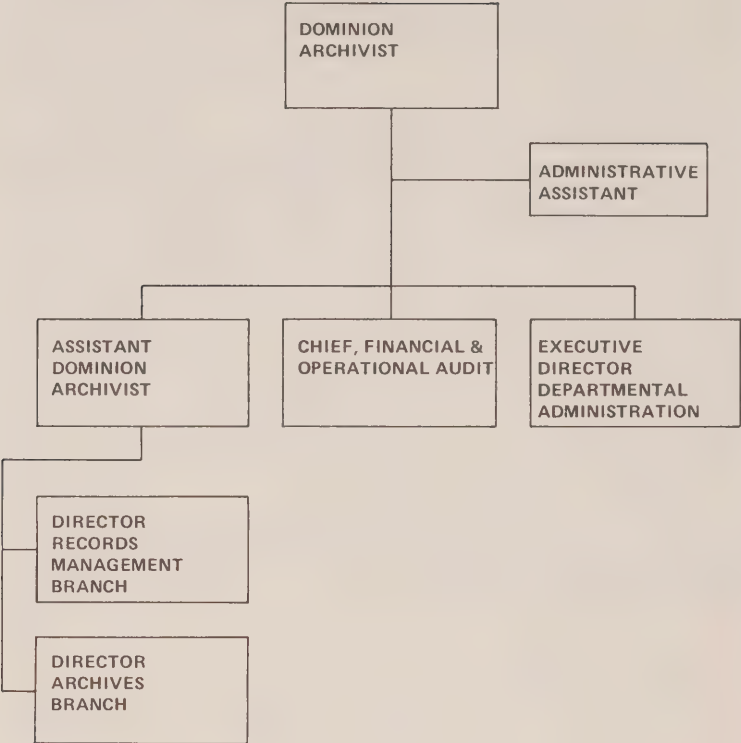 DOMINION
ARCHIVIST
ADMINISTRATIVE
ASSISTANT
ASSISTANT
DOMINION
ARCHIVIST
CHIEF, FINANCIAL &
OPERATIONAL AUDIT
EXECUTIVE
DIRECTOR
DEPARTMENTAL
ADMINISTRATION
DIRECTOR
RECORDS
MANAGEMENT
BRANCH
DIRECTOR
ARCHIVES
BRANCH